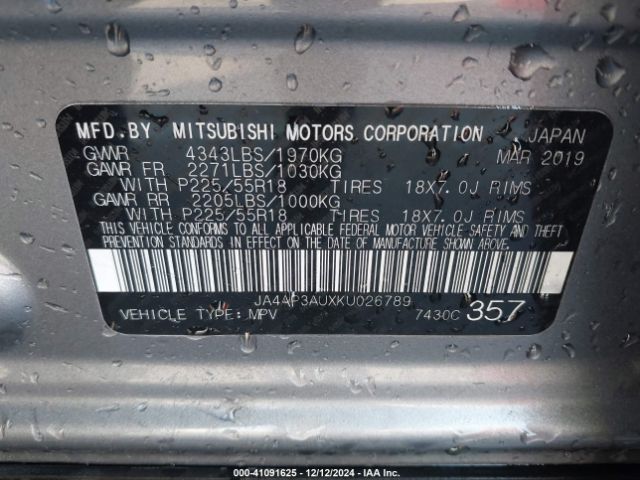 MFD.BY MITSUBISHI MOTORS CORPORATION JAPAN
GVWR 4343LBS/1970KG MAR 2019
GAWR FR 2271LBS/1030KG
WITH P225/55R18 TIRES 18X7.0J RIMS
GAWR RR 2205LBS/1000KG
WITH P225/55R18 TIRES 18X7.0J RIMS
THIS VEHICLE CONFORMS TO ALL APPLICABLE FEDERAL MOTOR VEHICLE SAFETY AND THEFT
PREVENTION STANDARDS IN EFFECT ON THE DATE OF MANUFACTURE SHOWN ABOVE.
JA4AP3AUXKU026789
VEHICLE TYPE: MPV 7430C 357
000-41091625 - 12/12/2024 - IAA Inc.